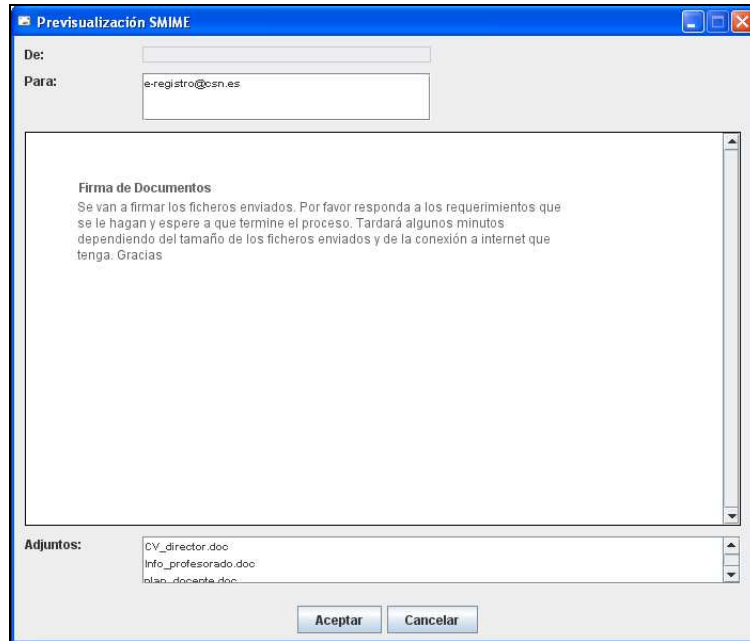 Previsualización SMIME
De:
Para:
e-registro@csn.es
Firma de Documentos
Se van a firmar los ficheros enviados. Por favor responda a los requerimientos que
se le hagan y espere a que termine el proceso. Tardará algunos minutos
dependiendo del tamaño de los ficheros enviados y de la conexión a internet que
tenga. Gracias
Adjuntos:
CV_director.doc
Info_profesorado.doc
plan_docente.doc
Aceptar
Cancelar